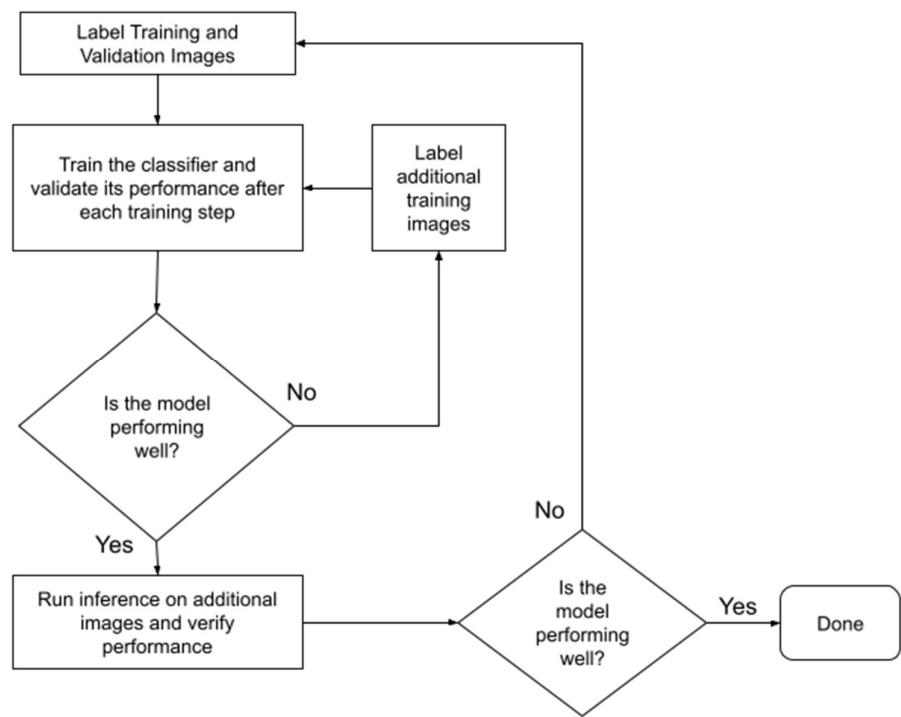 Label Training and
Validation Images
Train the classifier and
validate its performance after
each training step
Label
additional
training
images
Is the model
performing
well?
No
Yes
Run inference on additional
images and verify
performance
Is the
model
performing
well?
No
Yes
Done